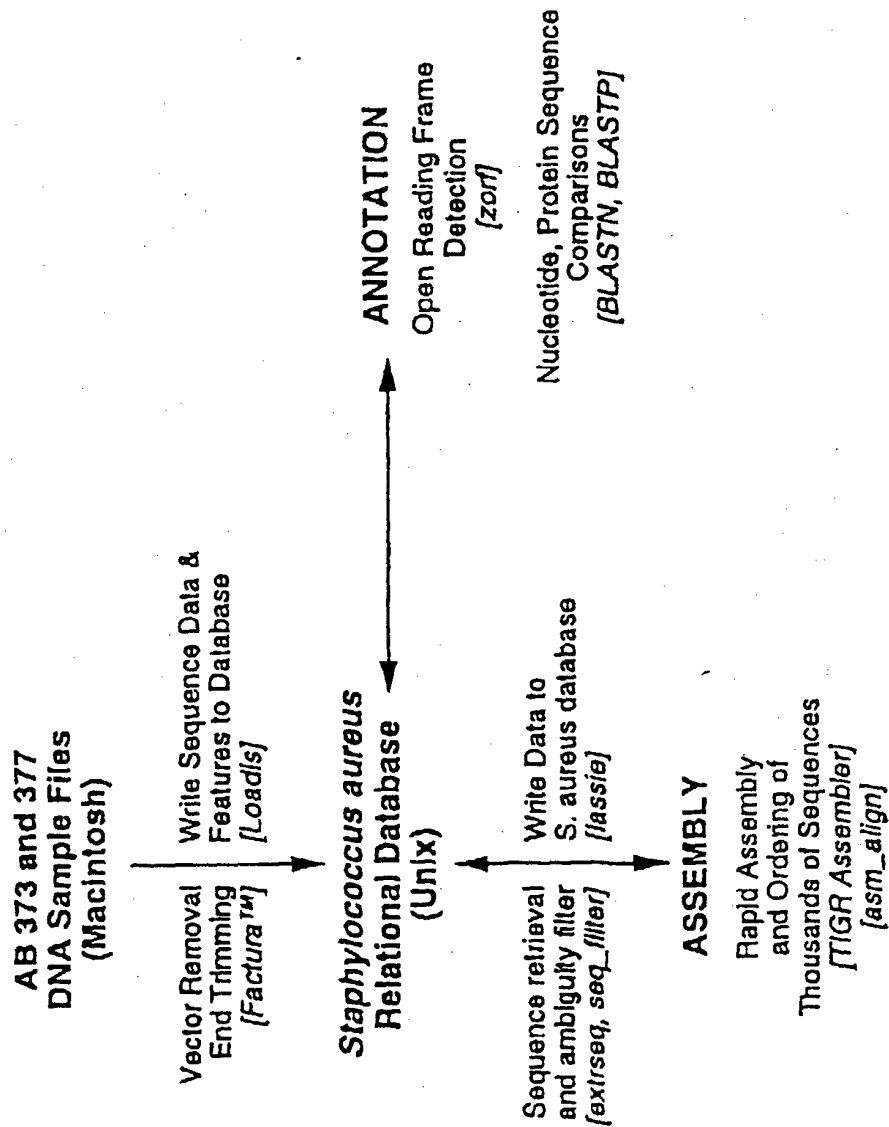 AB 373 and 377
DNA Sample Files
(Macintosh)
Vector Removal
End Trimming
[Factura™]
Write Sequence Data &
Features to Database
[Loadis]
Staphylococcus aureus
Relational Database
(Unix)
ANNOTATION
Open Reading Frame
Detection
[zorf]
Nucleotide, Protein Sequence
Comparisons
[BLASTN, BLASTP]
Sequence retrieval
and ambiguity filter
[extrseq, seq_filter]
Write Data to
S. aureus database
[lassie]
ASSEMBLY
Rapid Assembly
and Ordering of
Thousands of Sequences
[TIGR Assembler]
[asm_align]